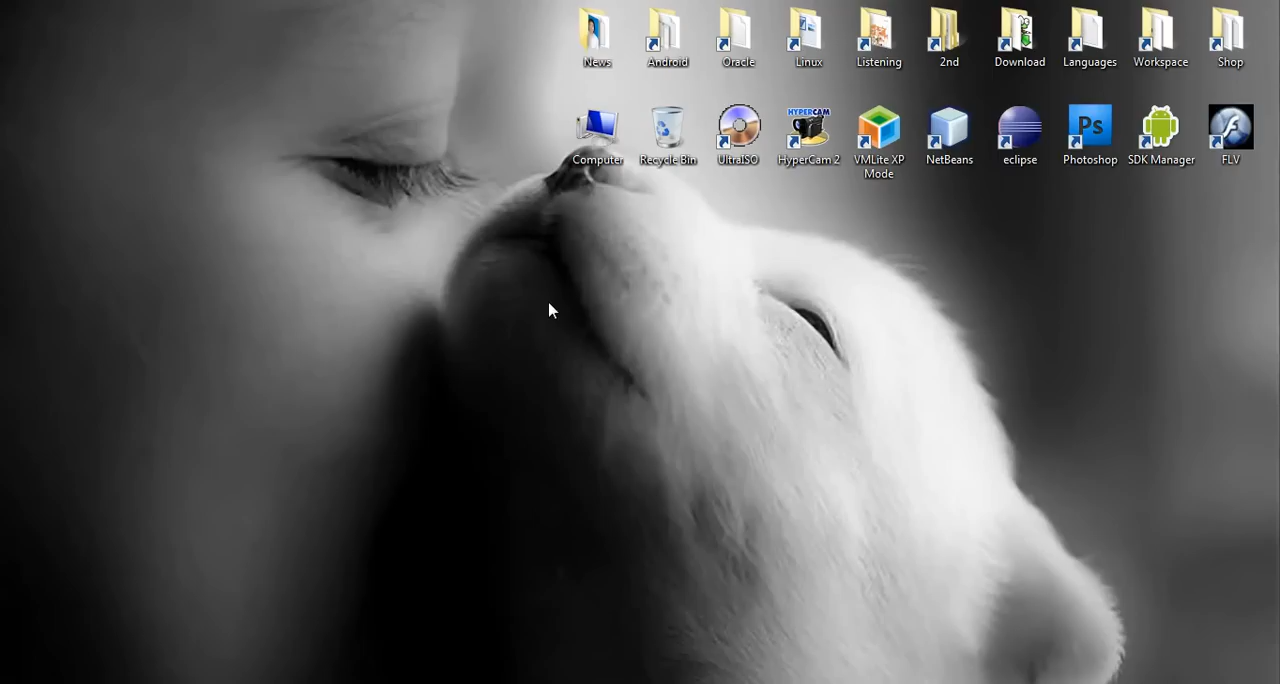 News
Android
Oracle
Linux
Listening
2nd
Download
Languages
Workspace
Shop
HYPERCAM
Ps
Computer
Recycle Bin
UltraISO
HyperCam 2
VMLite XP
Mode
NetBeans
eclipse
Photoshop
SDK Manager
FLV